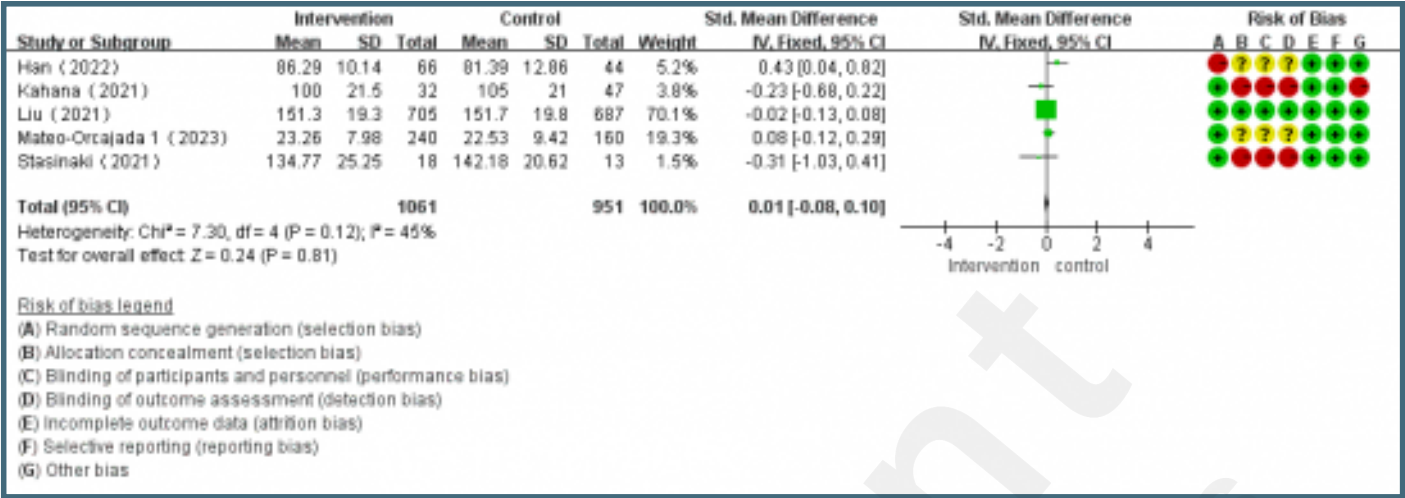 Intervention Control Std. Mean Difference Std. Mean Difference Risk of Bias
Study or Subgroup Mean SD Total Mean SD Total Weight IV, Fixed, 95% CI IV, Fixed, 95% CI A B C D E F G
Han (2022) 86.29 10.14 66 81.39 12.86 44 5.2% 0.43 [0.04, 0.82] ? ? ? + + +
Kahana (2021) 100 21.5 32 105 21 47 3.8% -0.23 [-0.68, 0.22] + + +
Liu (2021) 151.3 19.3 705 151.7 19.8 687 70.1% -0.02 [-0.13, 0.08] + + + + + + +
Mateo-Orcajada 1 (2023) 23.26 7.98 240 22.53 9.42 160 19.3% 0.08 [-0.12, 0.29] + ? ? ? + + +
Stasinaki (2021) 134.77 25.25 18 142.18 20.62 13 1.5% -0.31 [-1.03, 0.41] + + + +
Total (95% CI) 1061 951 100.0% 0.01 [-0.08, 0.10]
Heterogeneity: Chi² = 7.30, df = 4 (P = 0.12); I² = 45%
Test for overall effect: Z = 0.24 (P = 0.81)
-4 -2 0 2 4
Intervention control
Risk of bias legend
(A) Random sequence generation (selection bias)
(B) Allocation concealment (selection bias)
(C) Blinding of participants and personnel (performance bias)
(D) Blinding of outcome assessment (detection bias)
(E) Incomplete outcome data (attrition bias)
(F) Selective reporting (reporting bias)
(G) Other bias
nt